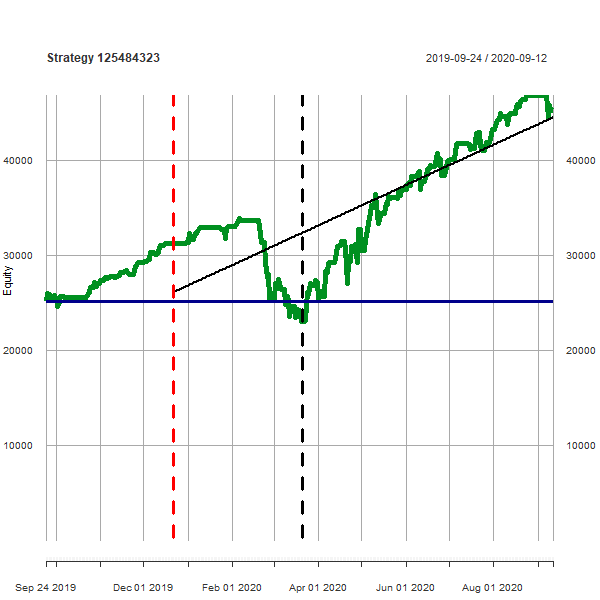 Strategy 125484323
2019-09-24 / 2020-09-12
40000
40000
30000
30000
Equity
20000
20000
10000
10000
Sep 24 2019
Dec 01 2019
Feb 01 2020
Apr 01 2020
Jun 01 2020
Aug 01 2020